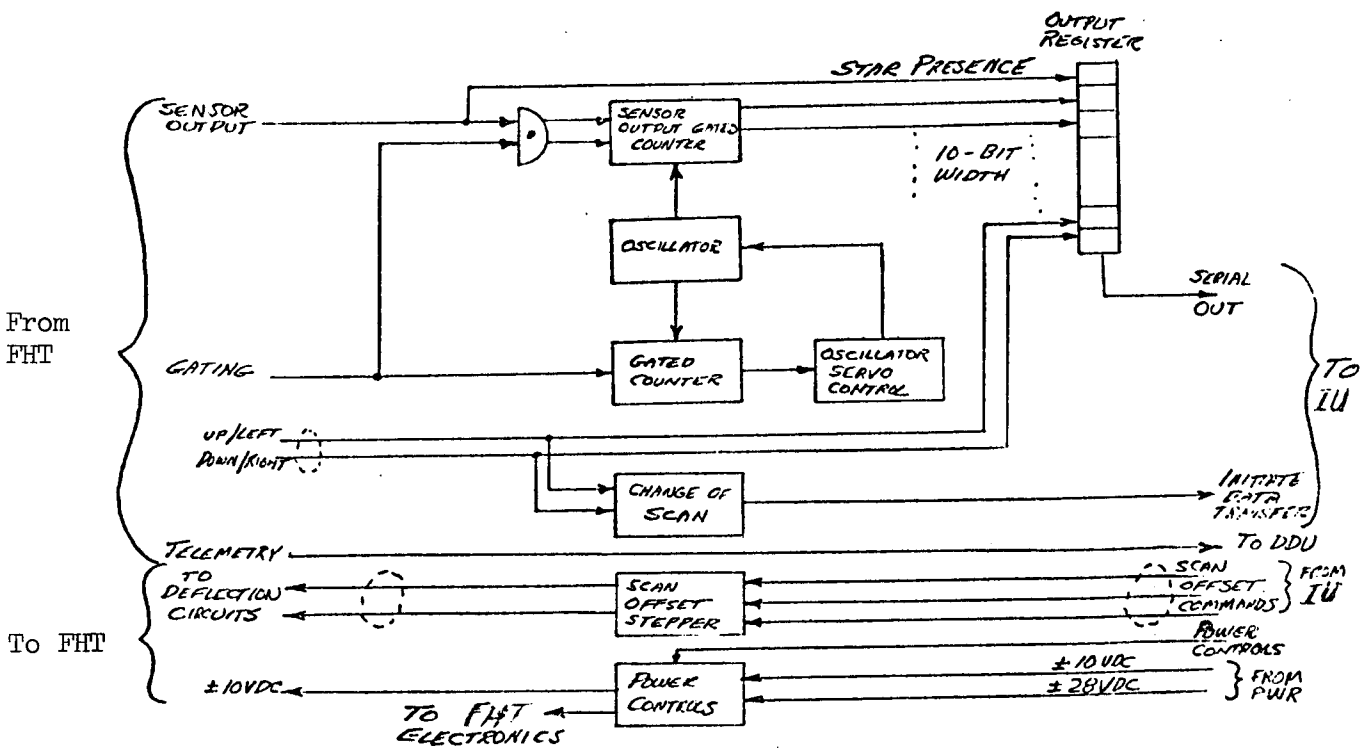 OUTPUT
REGISTER
STAR PRESENCE
SENSOR
OUTPUT
SENSOR
OUTPUT GATED
COUNTER
10-BIT
WIDTH
OSCILLATOR
SERIAL
OUT
From
FHT
GATING
GATED
COUNTER
OSCILLATOR
SERVO
CONTROL
TO
IU
UP/LEFT
DOWN/RIGHT
CHANGE OF
SCAN
INITIATE
DATA
TRANSFER
TELEMETRY
TO DDU
TO
DEFLECTION
CIRCUITS
SCAN
OFFSET
STEPPER
SCAN
OFFSET
COMMANDS
FROM
IU
To FHT
POWER
CONTROLS
±10VDC
POWER
CONTROLS
±10VDC
±28VDC
FROM
PWR
TO FHT
ELECTRONICS